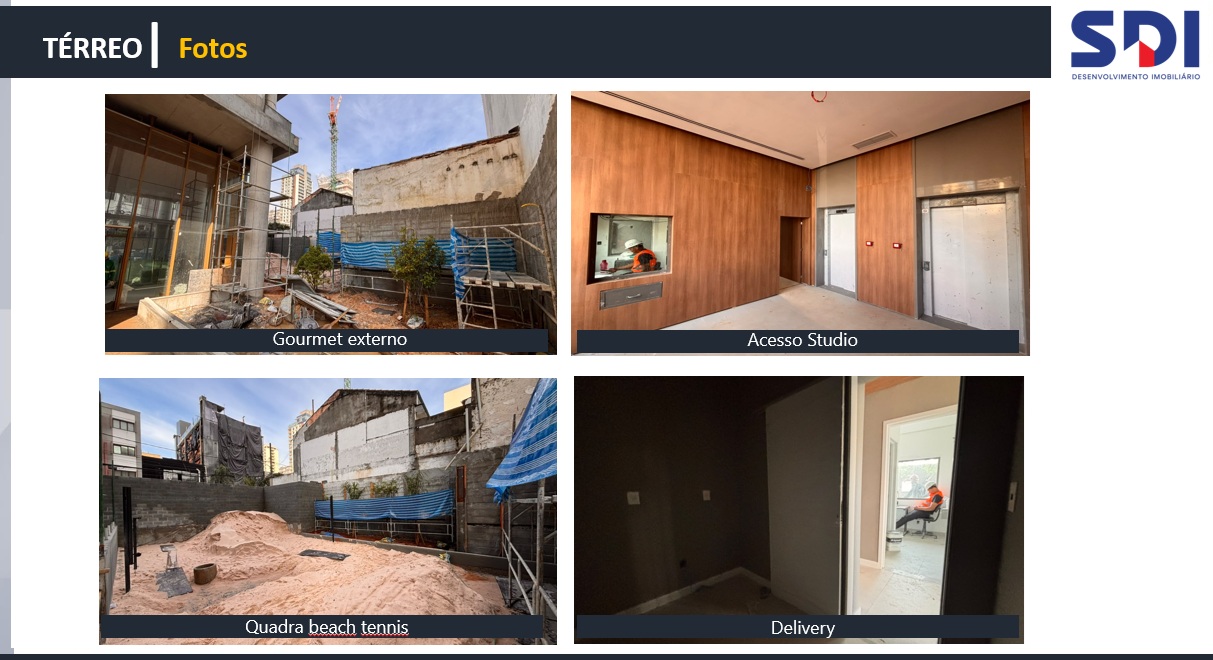 TÉRREO
Fotos
SDI
DESENVOLVIMENTO IMOBILIÁRIO
Gourmet externo
Acesso Studio
Quadra beach tennis
Delivery